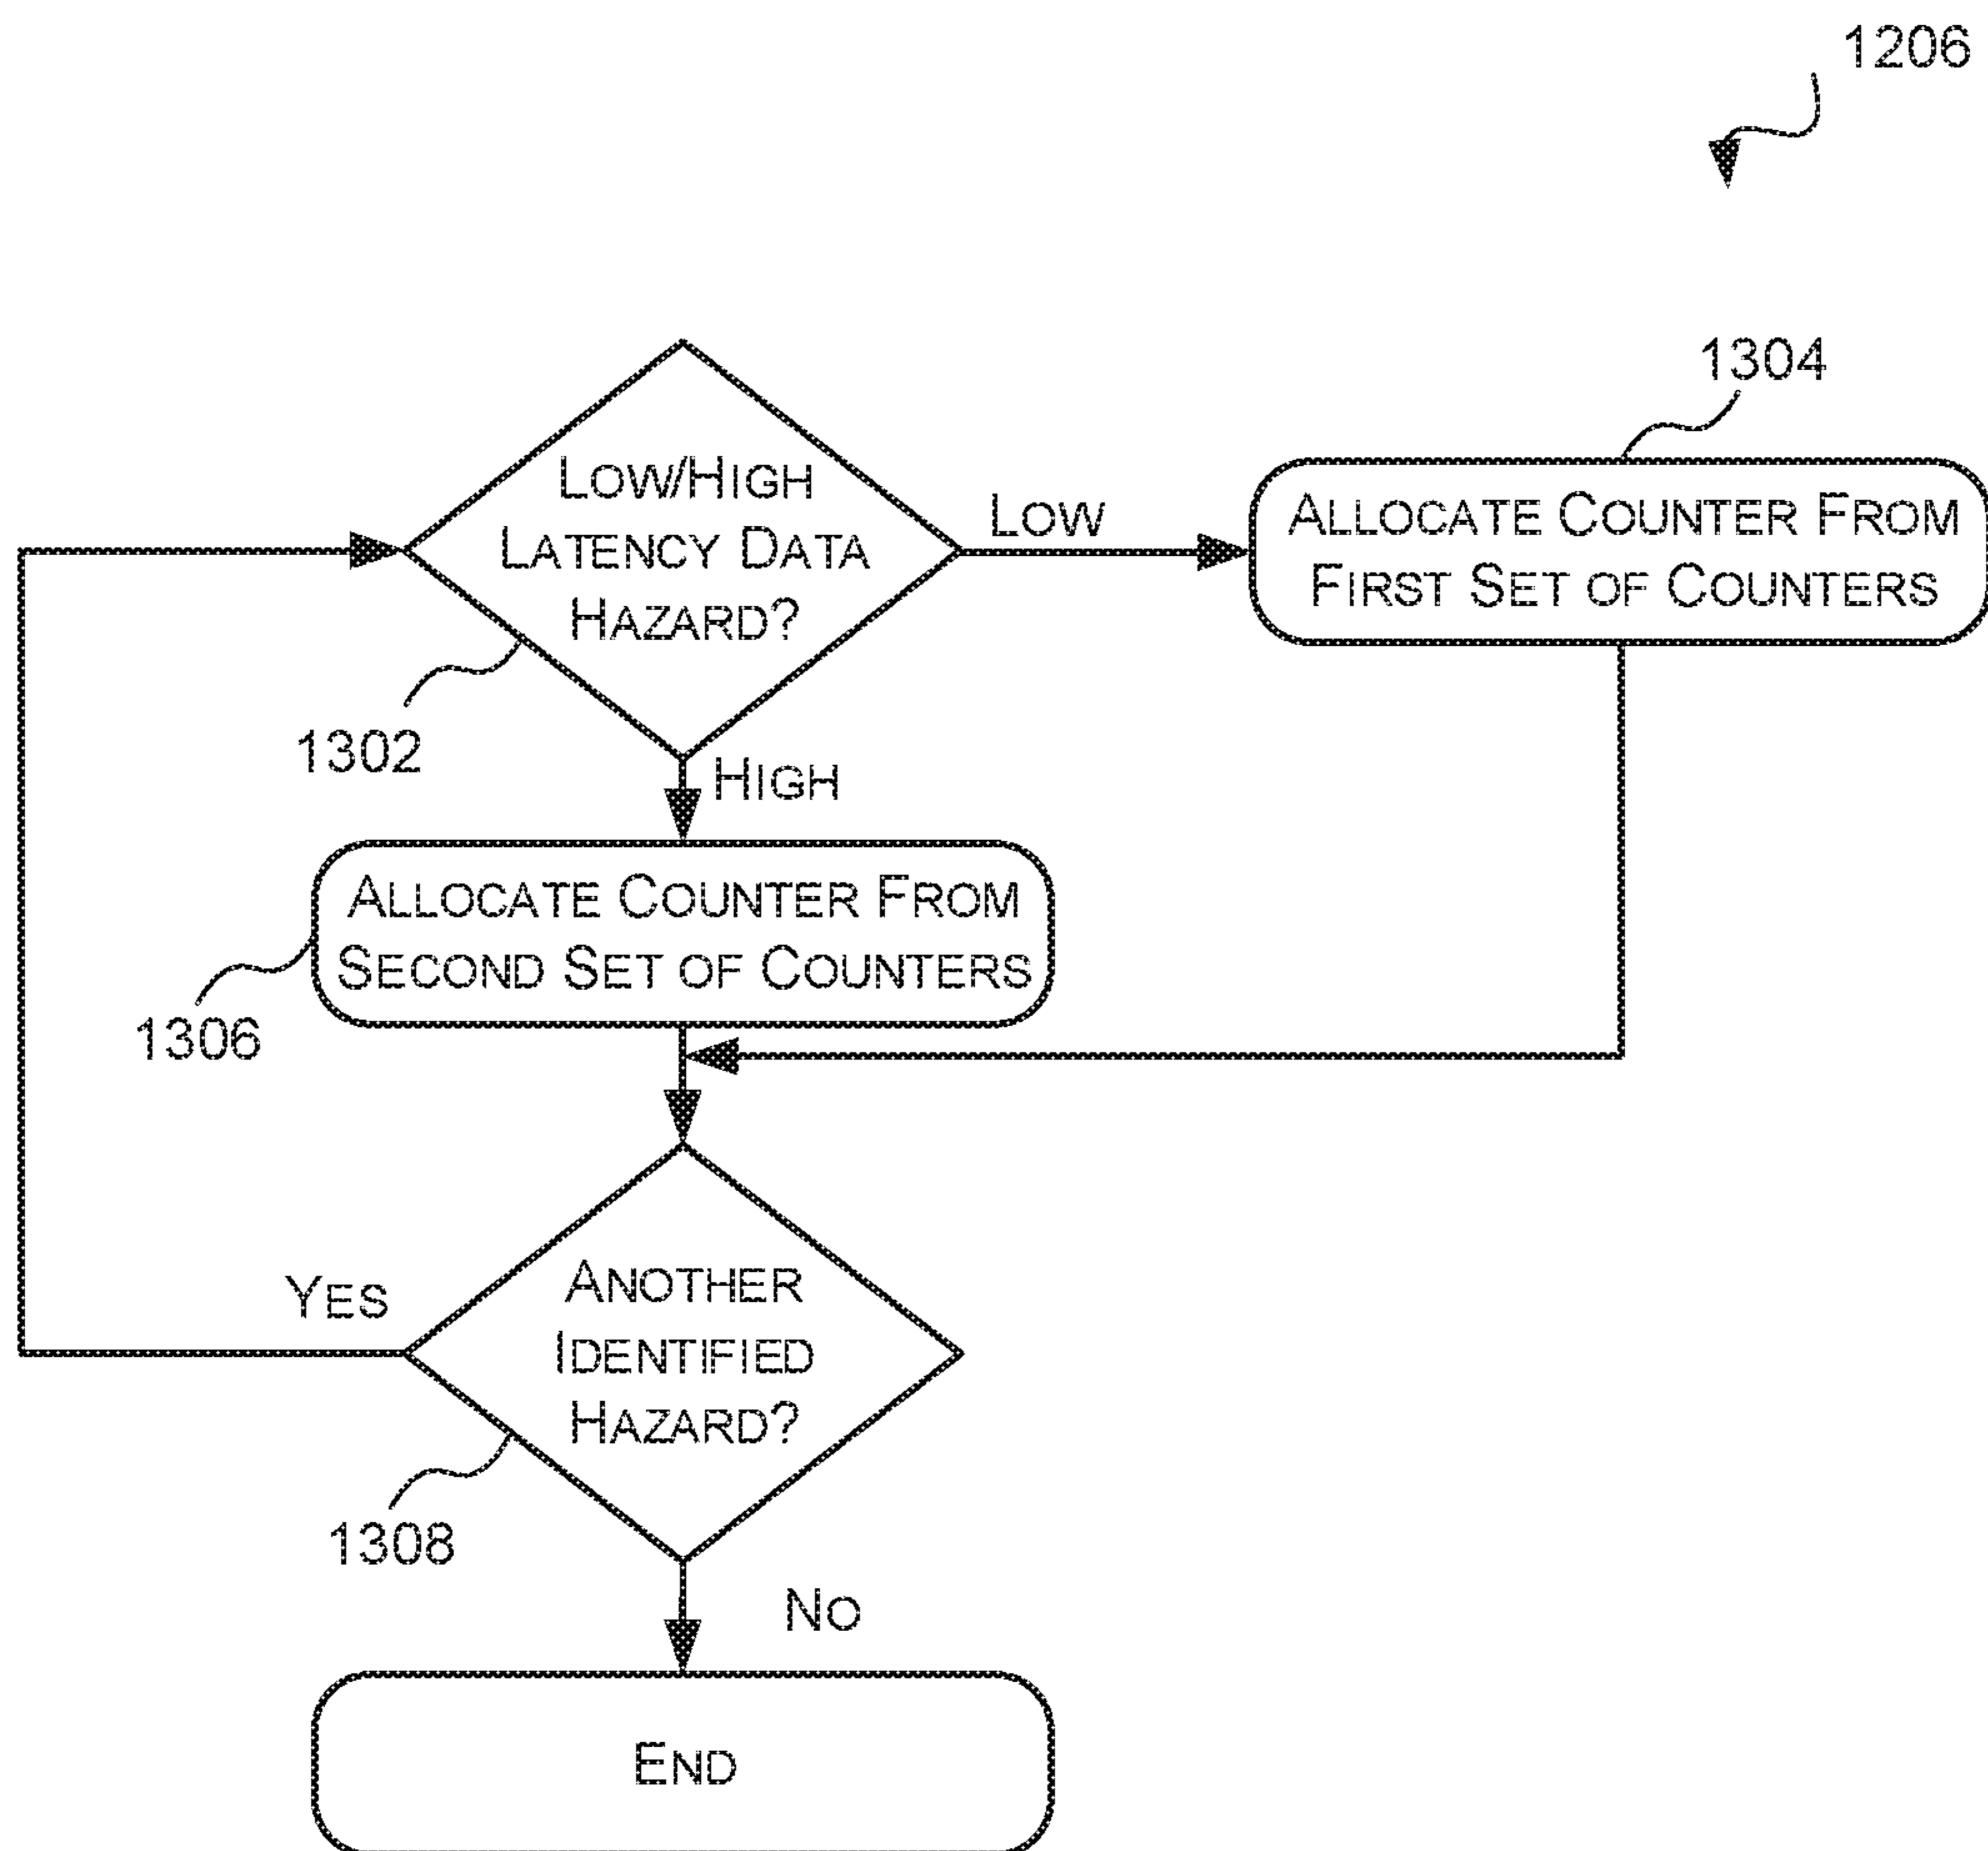 1206
1304
LOW/HIGH
LATENCY DATA
HAZARD?
LOW
ALLOCATE COUNTER FROM
FIRST SET OF COUNTERS
1302
HIGH
ALLOCATE COUNTER FROM
SECOND SET OF COUNTERS
1306
YES
ANOTHER
IDENTIFIED
HAZARD?
1308
NO
END